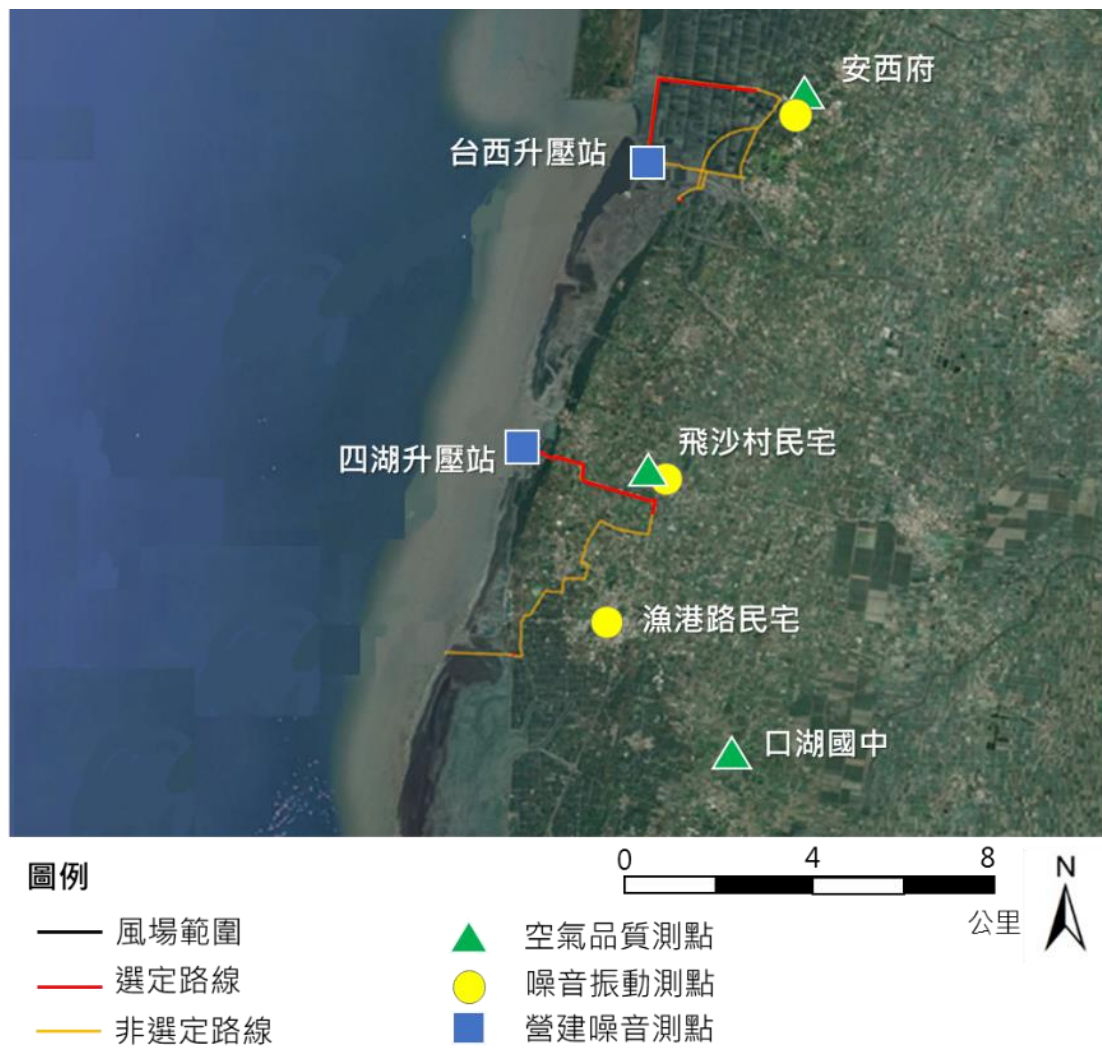 安西府
台西升壓站
飛沙村民宅
四湖升壓站
漁港路民宅
口湖國中
0 4 8
公里
N
圖例
風場範圍
選定路線
非選定路線
空氣品質測點
噪音振動測點
營建噪音測點